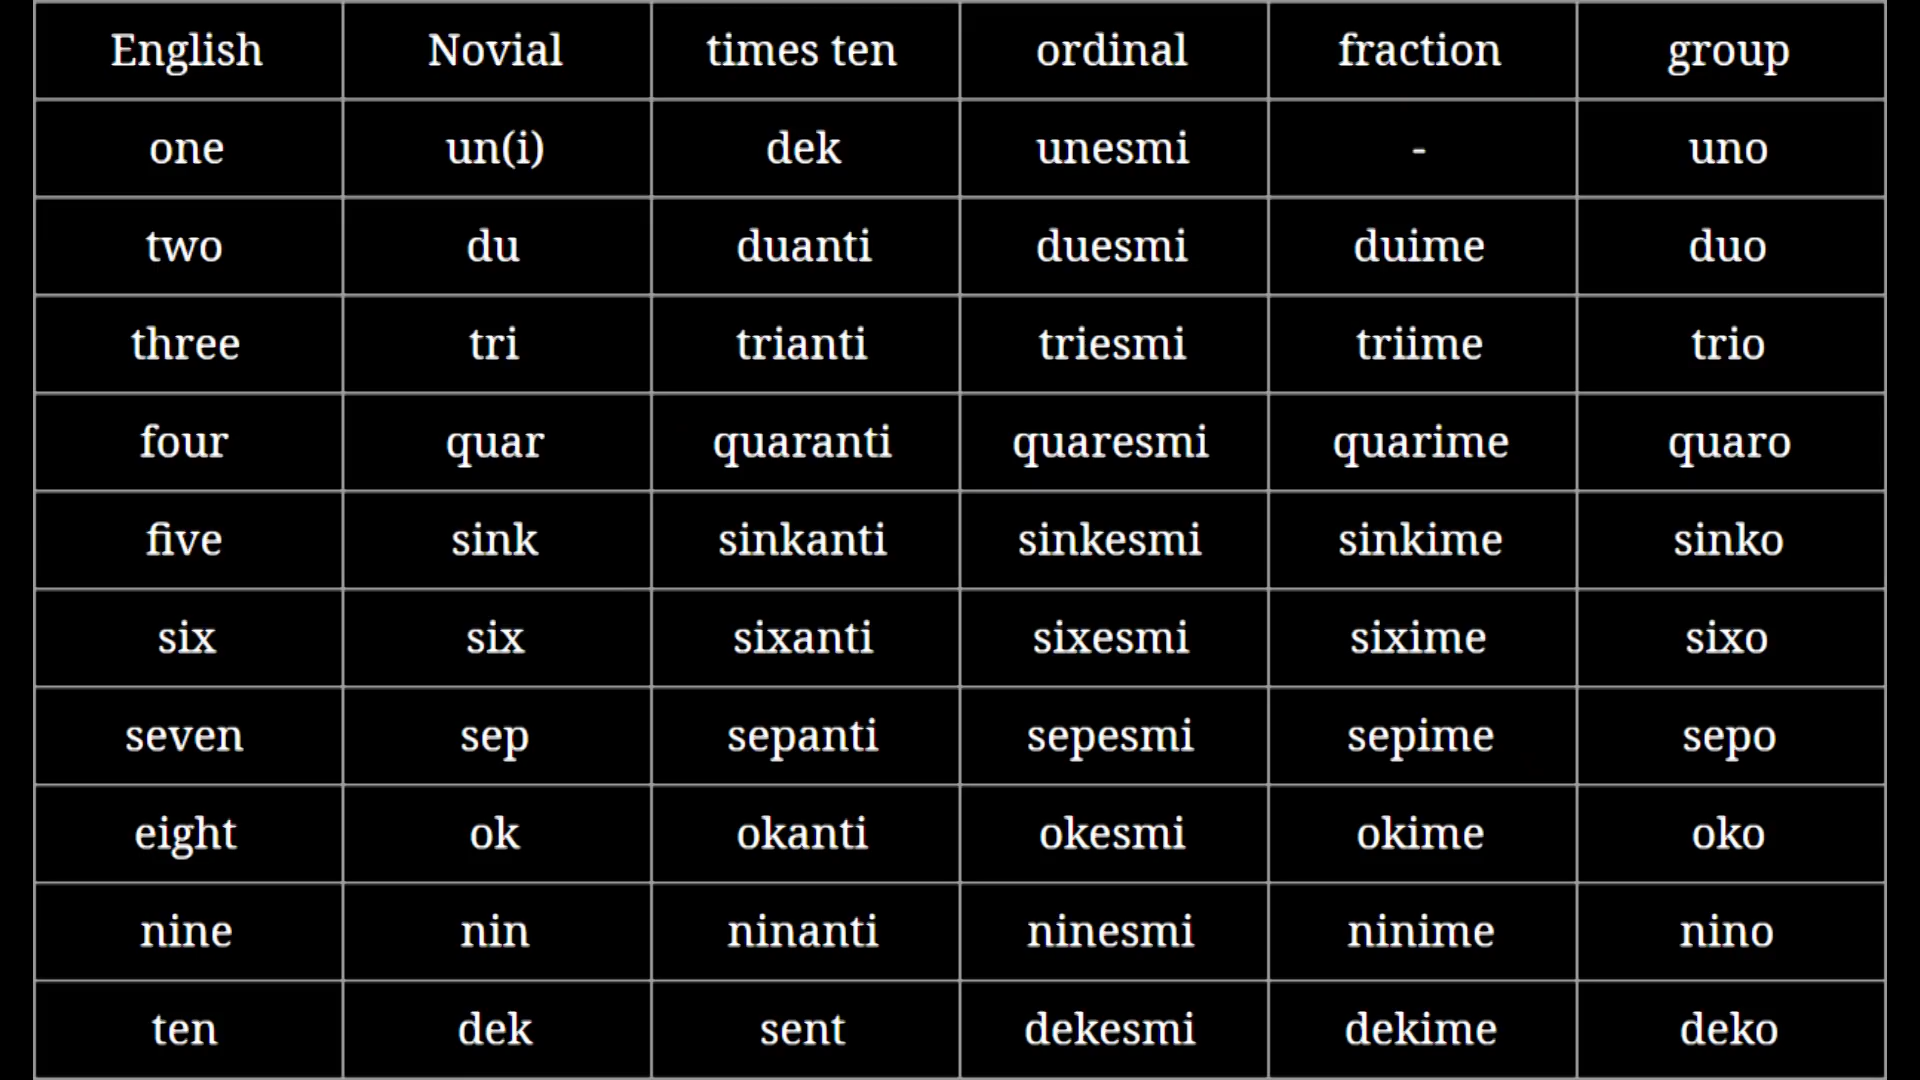 English Novial times ten ordinal fraction group
one un(i) dek unesmi - uno
two du duanti duesmi duime duo
three tri trianti triesmi triime trio
four quar quaranti quaresmi quarime quaro
five sink sinkanti sinkesmi sinkime sinko
six six sixanti sixesmi sixime sixo
seven sep sepanti sepesmi sepime sepo
eight ok okanti okesmi okime oko
nine nin ninanti ninesmi ninime nino
ten dek sent dekesmi dekime deko